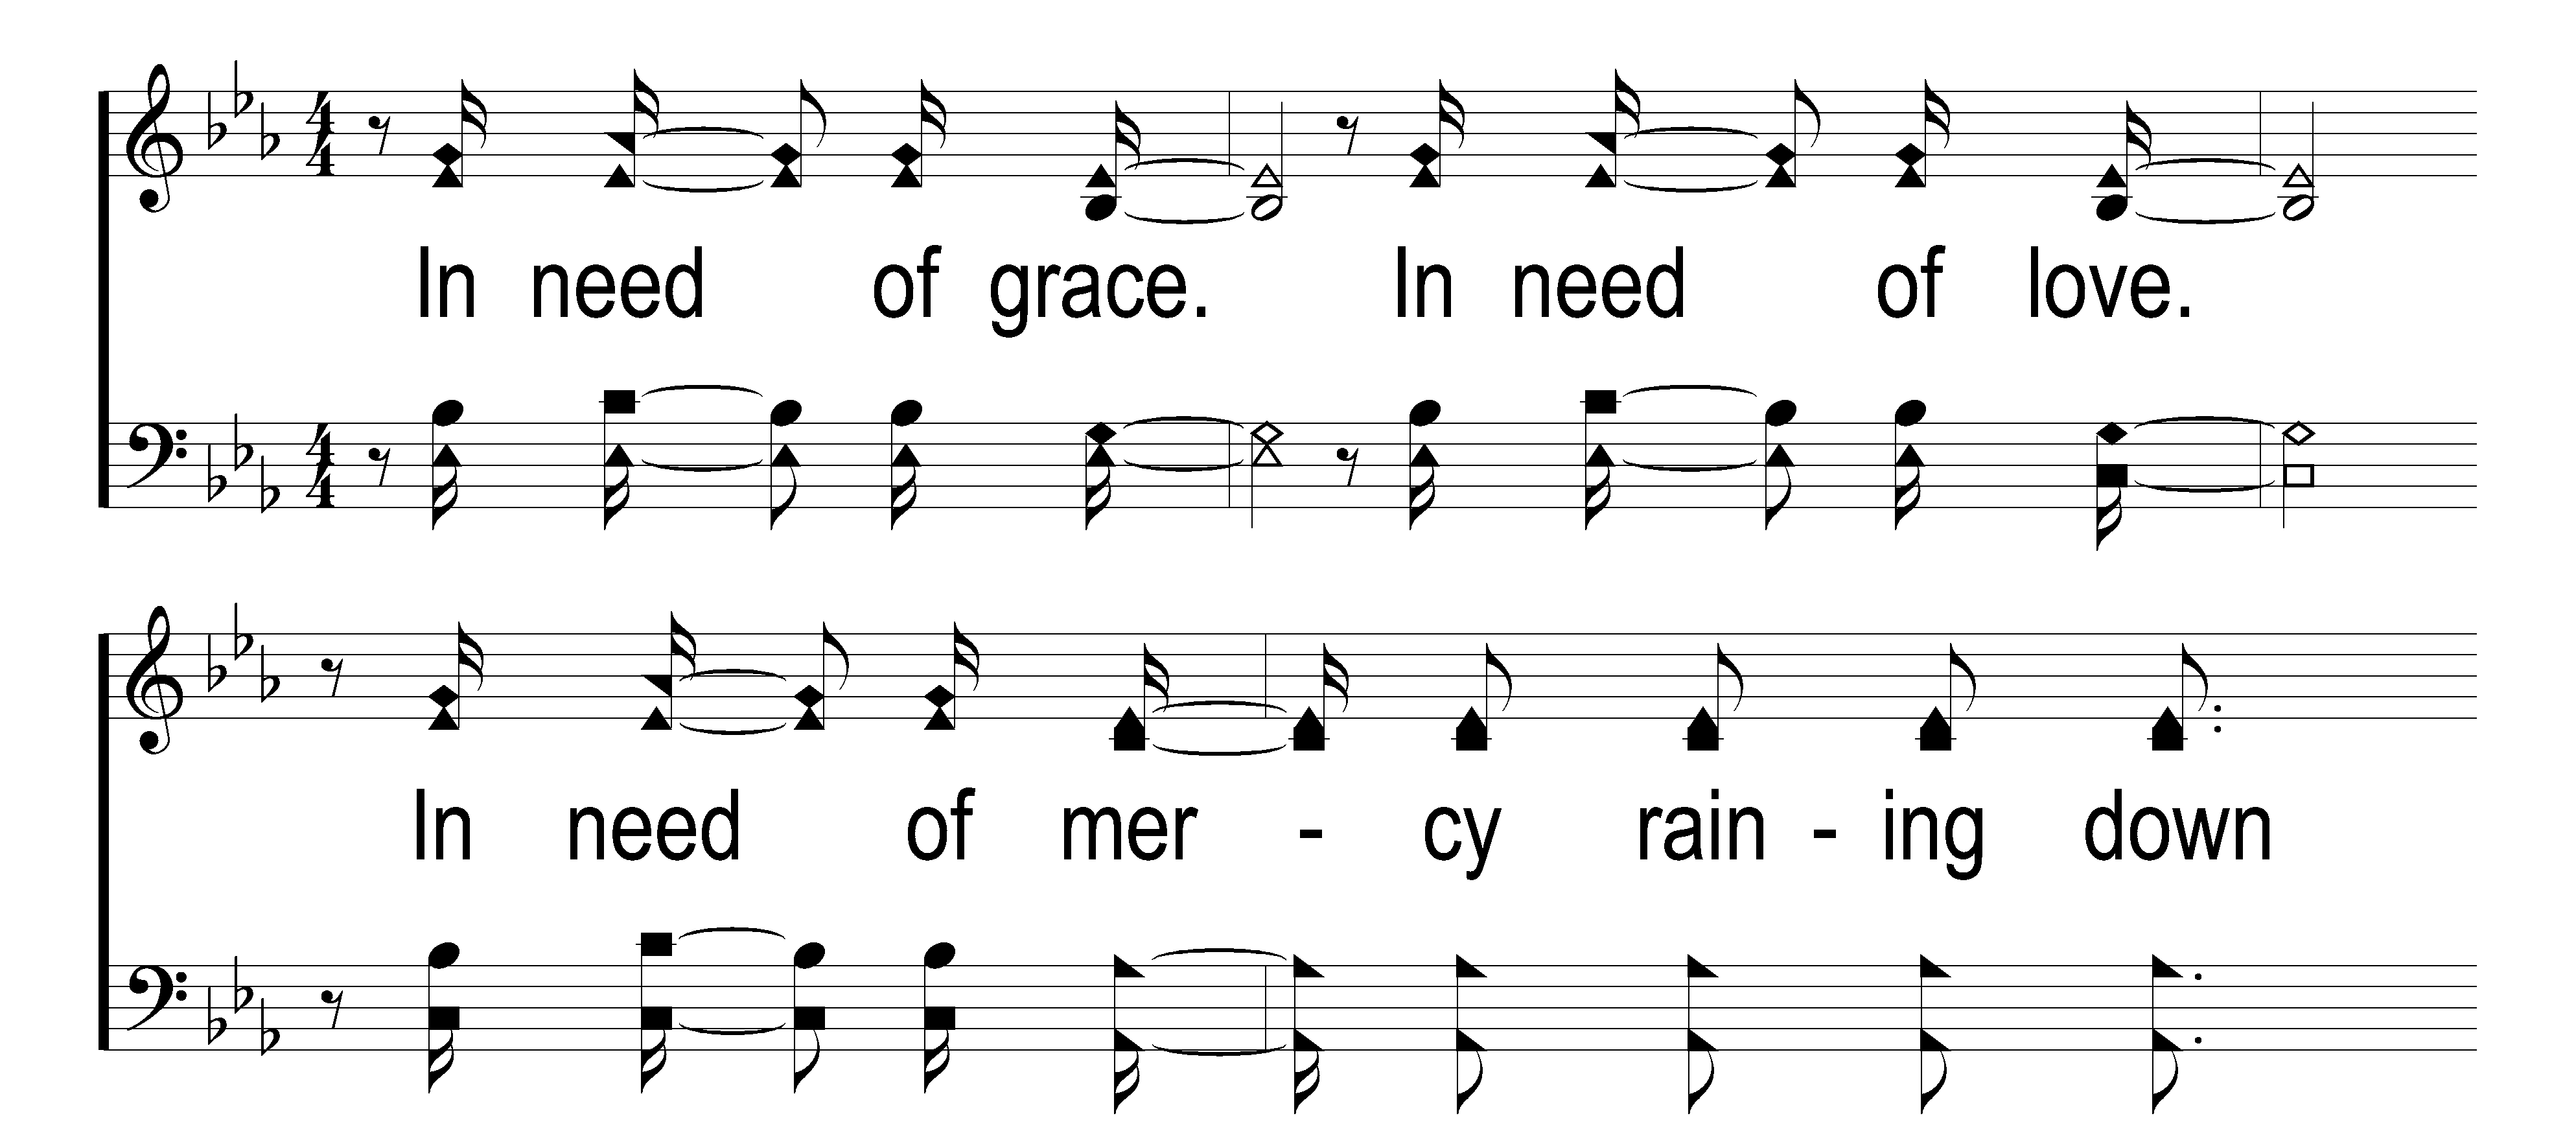 In need of grace. In need of love.
In need of mer - cy rain - ing down